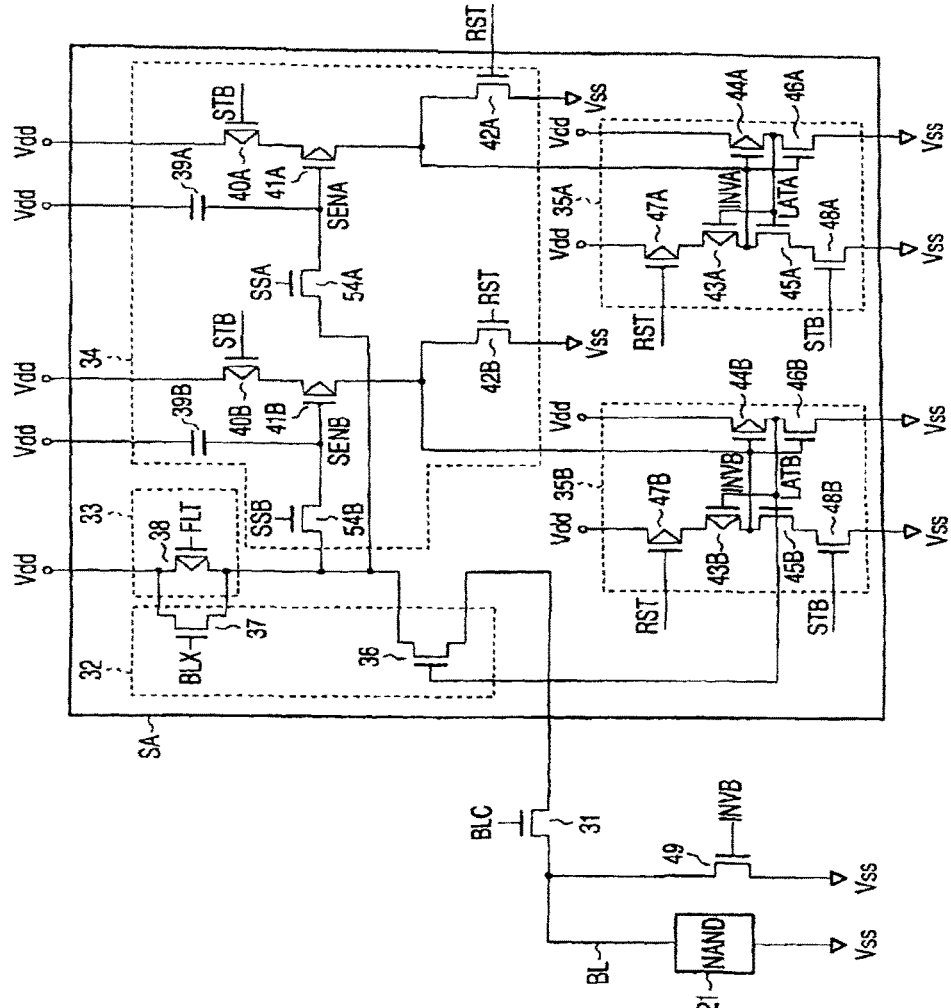 Vdd
Vdd
Vdd
Vdd
Vdd
33
34
39B
39A
32
38
FLT
STB
STB
BLX
37
40B
40A
SSB
41B
SSA
41A
54B
SENB
54A
SENA
36
RST
42B
RST
42A
Vss
Vss
SA
35B
Vdd
Vdd
35A
Vdd
Vdd
RST
47B
RST
47A
44B
44A
43B
INVB
43A
INVA
LATB
46B
LATA
46A
45B
45A
STB
48B
STB
48A
Vss
Vss
Vss
Vss
BLC
31
49
INVB
BL
NAND
Vss
Vss